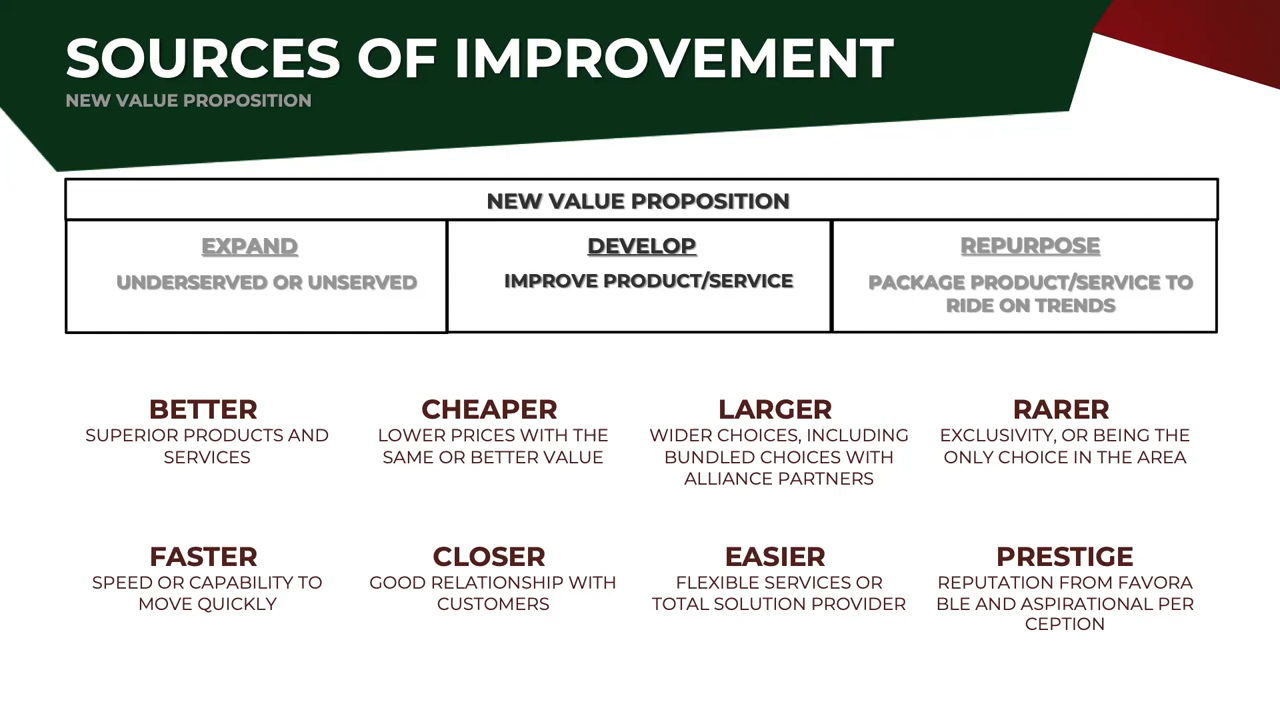 SOURCES OF IMPROVEMENT
NEW VALUE PROPOSITION
NEW VALUE PROPOSITION
EXPAND
UNDERSERVED OR UNSERVED
DEVELOP
IMPROVE PRODUCT/SERVICE
REPURPOSE
PACKAGE PRODUCT/SERVICE TO
RIDE ON TRENDS
BETTER
SUPERIOR PRODUCTS AND
SERVICES
CHEAPER
LOWER PRICES WITH THE
SAME OR BETTER VALUE
LARGER
WIDER CHOICES, INCLUDING
BUNDLED CHOICES WITH
ALLIANCE PARTNERS
RARER
EXCLUSIVITY, OR BEING THE
ONLY CHOICE IN THE AREA
FASTER
SPEED OR CAPABILITY TO
MOVE QUICKLY
CLOSER
GOOD RELATIONSHIP WITH
CUSTOMERS
EASIER
FLEXIBLE SERVICES OR
TOTAL SOLUTION PROVIDER
PRESTIGE
REPUTATION FROM FAVORA
BLE AND ASPIRATIONAL PER
CEPTION